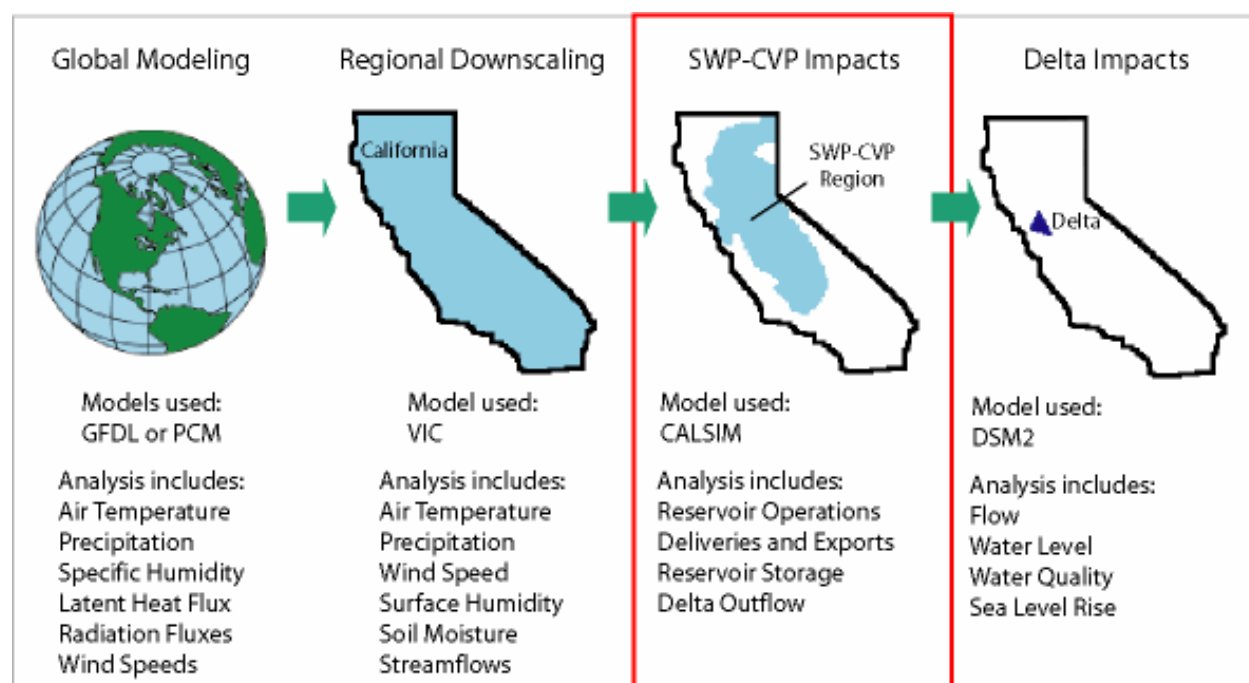 Global Modeling
Models used:
GFDL or PCM
Analysis includes:
Air Temperature
Precipitation
Specific Humidity
Latent Heat Flux
Radiation Fluxes
Wind Speeds
Regional Downscaling
California
Model used:
VIC
Analysis includes:
Air Temperature
Precipitation
Wind Speed
Surface Humidity
Soil Moisture
Streamflows
SWP-CVP Impacts
SWP-CVP
Region
Model used:
CALSIM
Analysis includes:
Reservoir Operations
Deliveries and Exports
Reservoir Storage
Delta Outflow
Delta Impacts
Delta
Model used:
DSM2
Analysis includes:
Flow
Water Level
Water Quality
Sea Level Rise